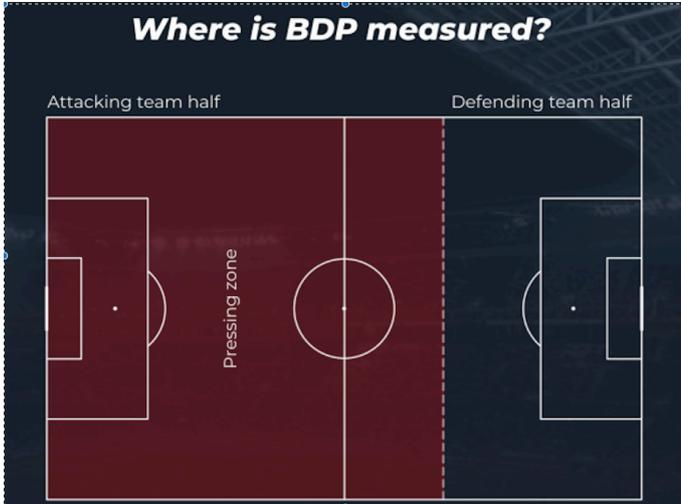 Where is BDP measured?
Attacking team half
Defending team half
Pressing zone